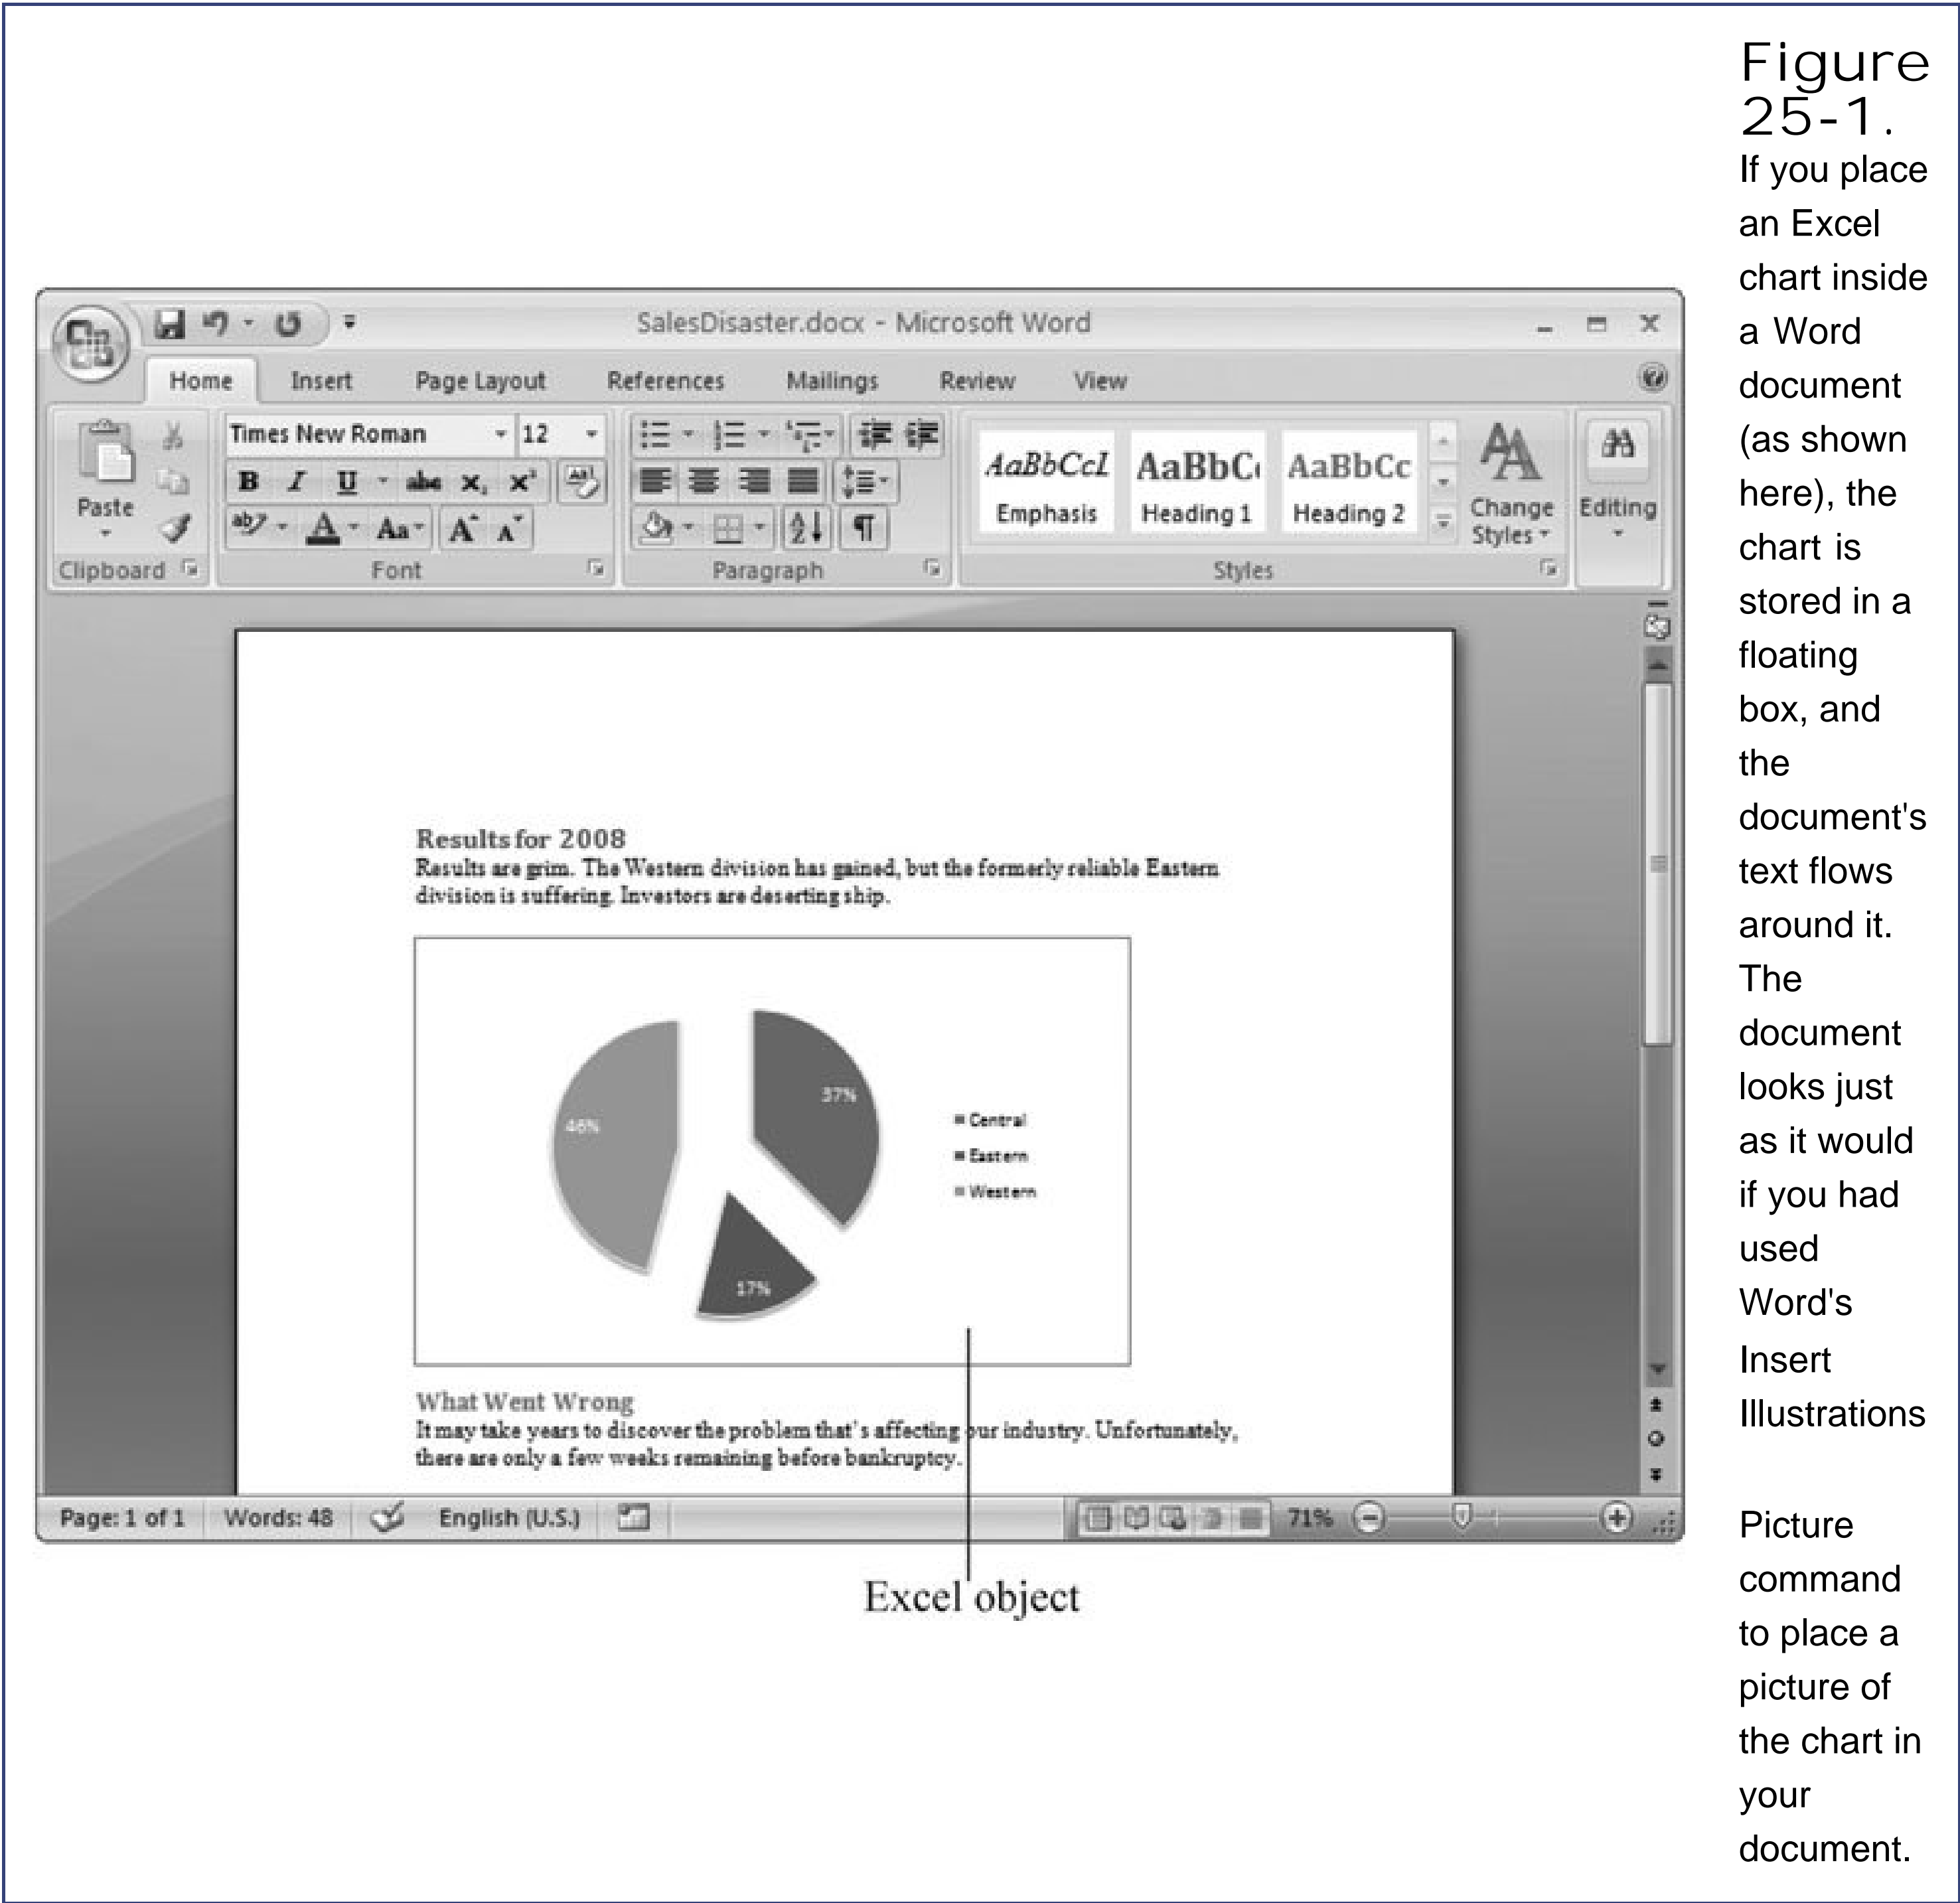 Figure
25-1.
If you place
an Excel
chart inside
a Word
document
(as shown
here), the
chart is
stored in a
floating
box, and
the
document's
text flows
around it.
The
document
looks just
as it would
if you had
used
Word's
Insert
Illustrations
Picture
command
to place a
picture of
the chart in
your
document.
SalesDisaster.docx - Microsoft Word
Home Insert Page Layout References Mailings Review View
Times New Roman 12
B I U abc x₂ x²
ab Aa A A
Paste
AaBbCcI AaBbC AaBbCc
Emphasis Heading 1 Heading 2
Change
Styles
Editing
Clipboard Font Paragraph Styles
Results for 2008
Results are grim. The Western division has gained, but the formerly reliable Eastern
division is suffering. Investors are deserting ship.
37%
46%
17%
Central
Eastern
Western
What Went Wrong
It may take years to discover the problem that's affecting our industry. Unfortunately,
there are only a few weeks remaining before bankruptcy.
Page: 1 of 1 Words: 48 English (U.S.) 71%
Excel object